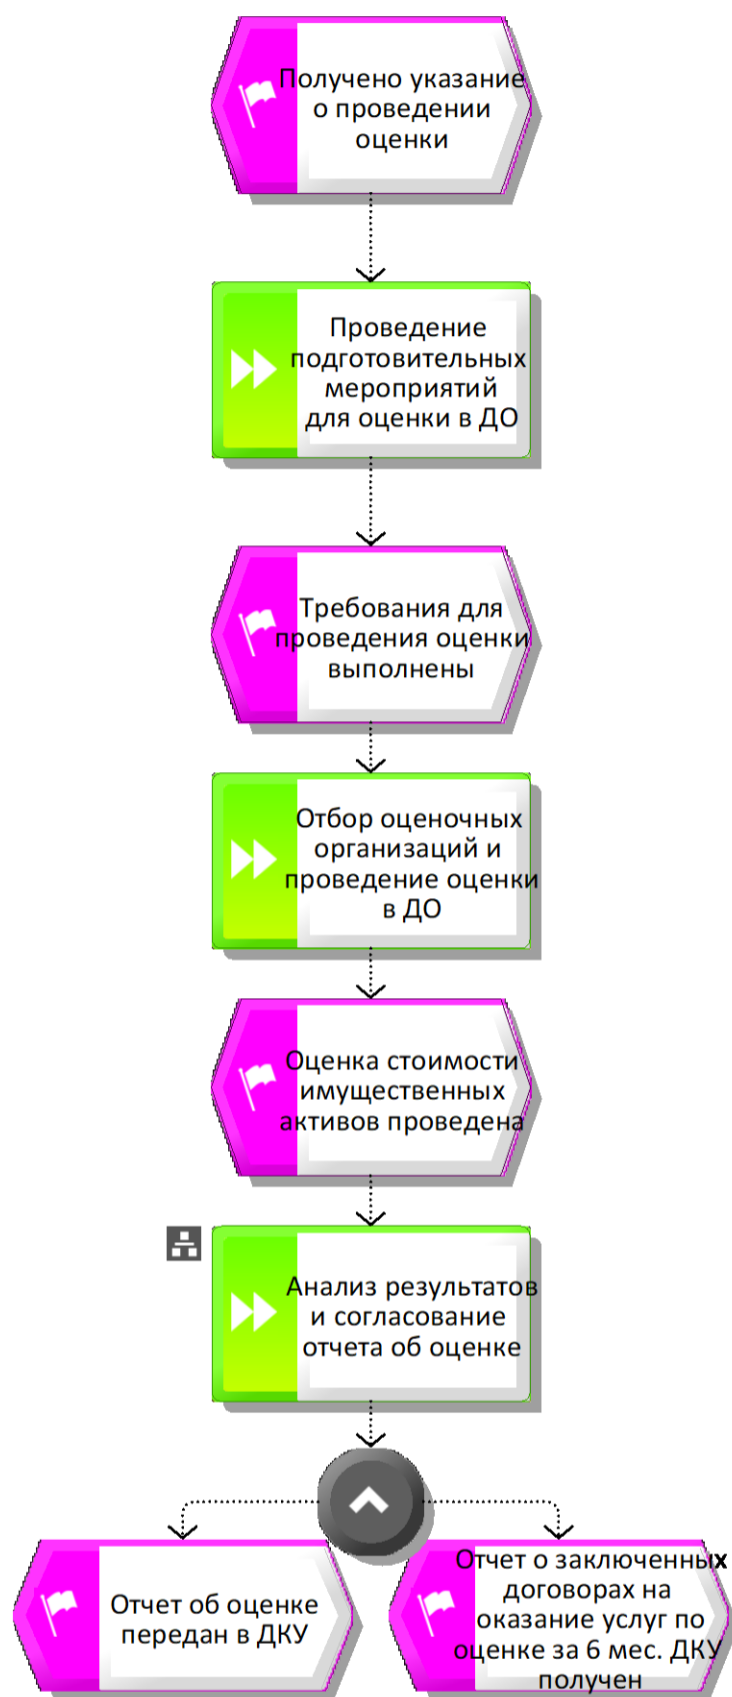 Получено указание
о проведении
оценки
Проведение
подготовительных
мероприятий
для оценки в ДО
Требования для
проведения оценки
выполнены
Отбор оценочных
организаций и
проведение оценки
в ДО
Оценка стоимости
имущественных
активов проведена
Анализ результатов
и согласование
отчета об оценке
Отчет об оценке
передан в ДКУ
Отчет о заключенных
договорах на
оказание услуг по
оценке за 6 мес. ДКУ
получен